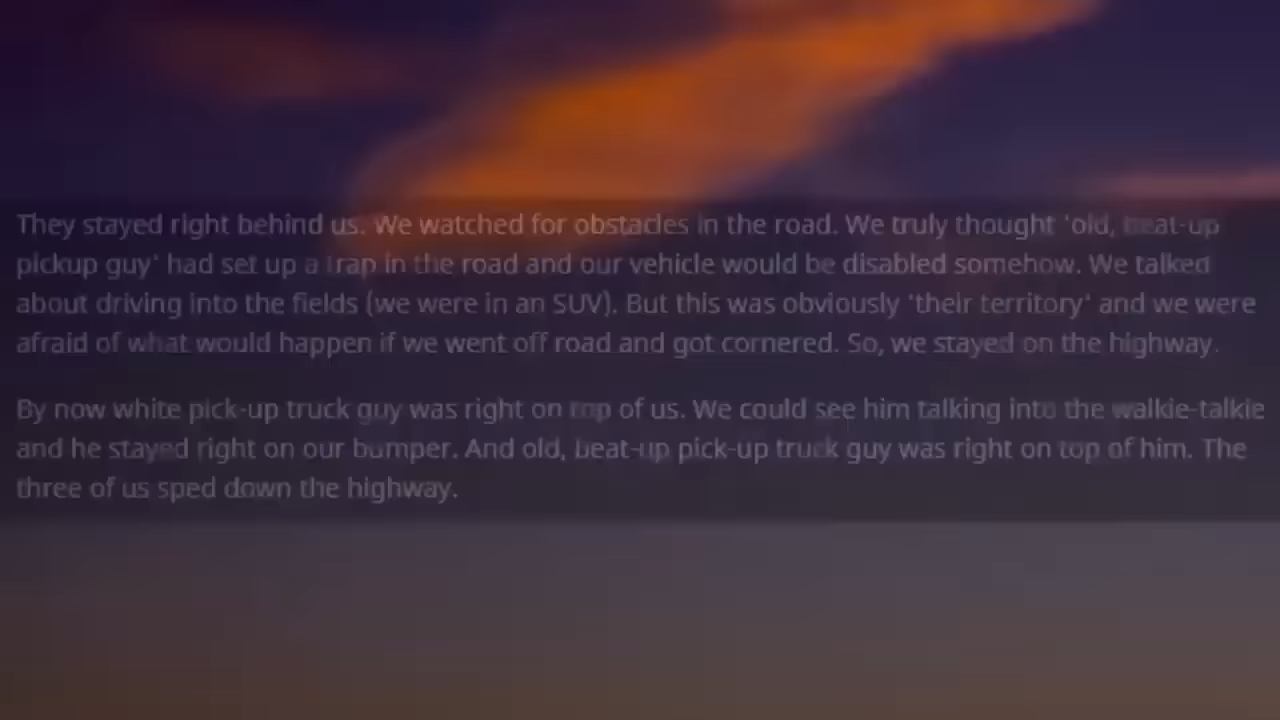 They stayed right behind us. We watched for obstacles in the road. We truly thought 'old, beat-up
pickup guy' had set up a trap in the road and our vehicle would be disabled somehow. We talked
about driving into the fields (we were in an SUV). But this was obviously 'their territory' and we were
afraid of what would happen if we went off road and got cornered. So, we stayed on the highway.
By now white pick-up truck guy was right on top of us. We could see him talking into the walkie-talkie
and he stayed right on our bumper. And old, beat-up pick-up truck guy was right on top of him. The
three of us sped down the highway.